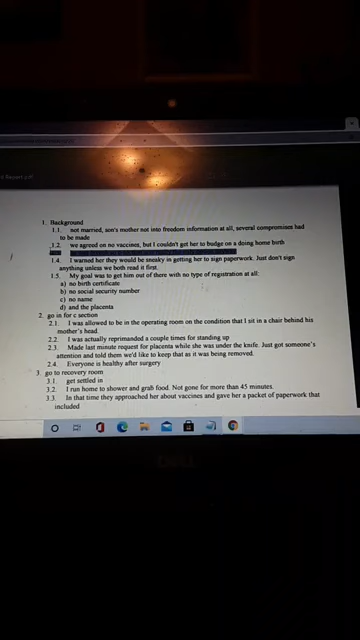 Report.pdf
1. Background
1.1. not married, son's mother not into freedom information at all, several compromises had
to be made
1.2. we agreed on no vaccines, but I couldn't get her to budge on a doing home birth
1.4. I warned her they would be sneaky in getting her to sign paperwork. Just don't sign
anything unless we both read it first.
1.5. My goal was to get him out of there with no type of registration at all:
a) no birth certificate
b) no social security number
c) no name
d) and the placenta
2. go in for c section
2.1. I was allowed to be in the operating room on the condition that I sit in a chair behind his
mother's head.
2.2. I was actually reprimanded a couple times for standing up
2.3. Made last minute request for placenta while she was under the knife. Just got someone's
attention and told them we'd like to keep that as it was being removed.
2.4. Everyone is healthy after surgery
3. go to recovery room
3.1. get settled in
3.2. I run home to shower and grab food. Not gone for more than 45 minutes.
3.3. In that time they approached her about vaccines and gave her a packet of paperwork that
included
DELL